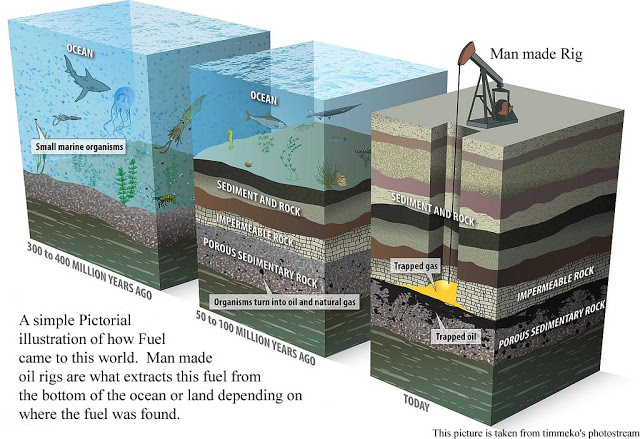 OCEAN
Small marine organisms
300 to 400 MILLION YEARS AGO
OCEAN
SEDIMENT AND ROCK
IMPERMEABLE ROCK
POROUS SEDIMENTARY ROCK
Organisms turn into oil and natural gas
50 to 100 MILLION YEARS AGO
Man made Rig
SEDIMENT AND ROCK
Trapped gas
IMPERMEABLE ROCK
Trapped oil
POROUS SEDIMENTARY ROCK
TODAY
A simple Pictorial
illustration of how Fuel
came to this world.  Man made
oil rigs are what extracts this fuel from
the bottom of the ocean or land depending on
where the fuel was found.
This picture is taken from timmeko's photostream